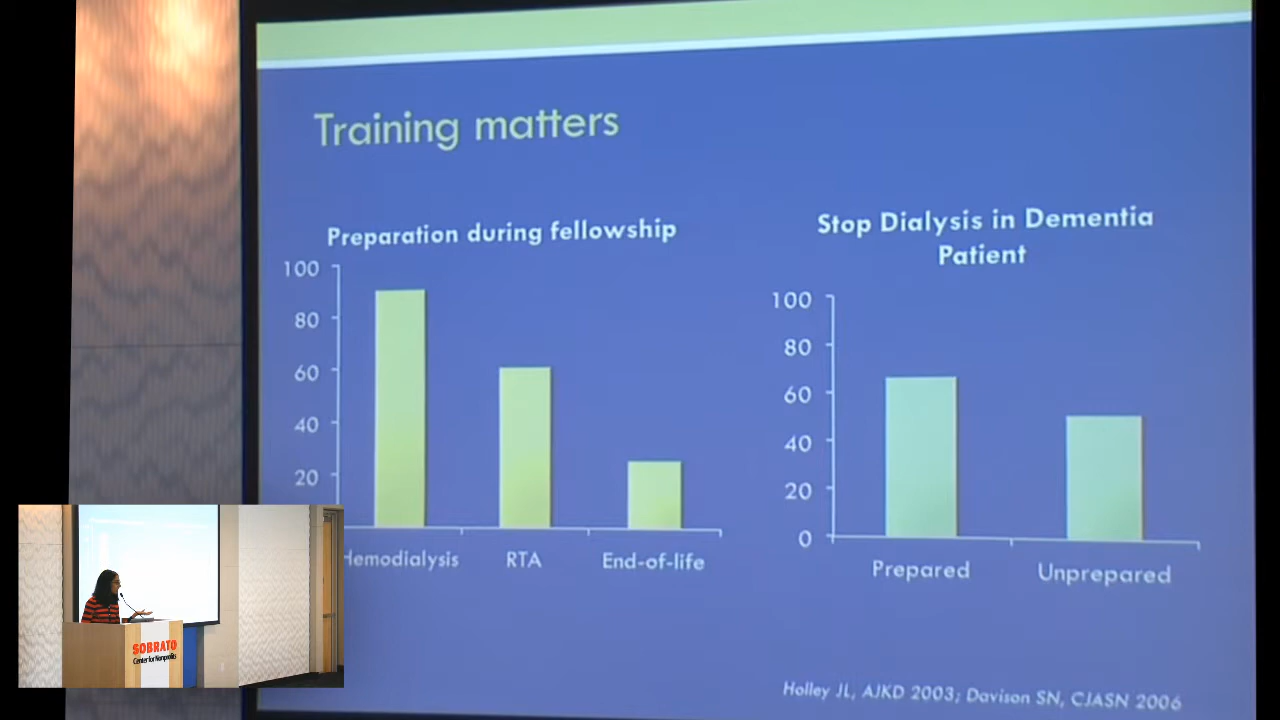 Training matters
Preparation during fellowship
100
80
60
40
20
Hemodialysis
RTA
End-of-life
Stop Dialysis in Dementia
Patient
100
80
60
40
20
0
Prepared
Unprepared
Holley JL, AJKD 2003; Davison SN, CJASN 2006
SOBRATO
Center for Nonprofits